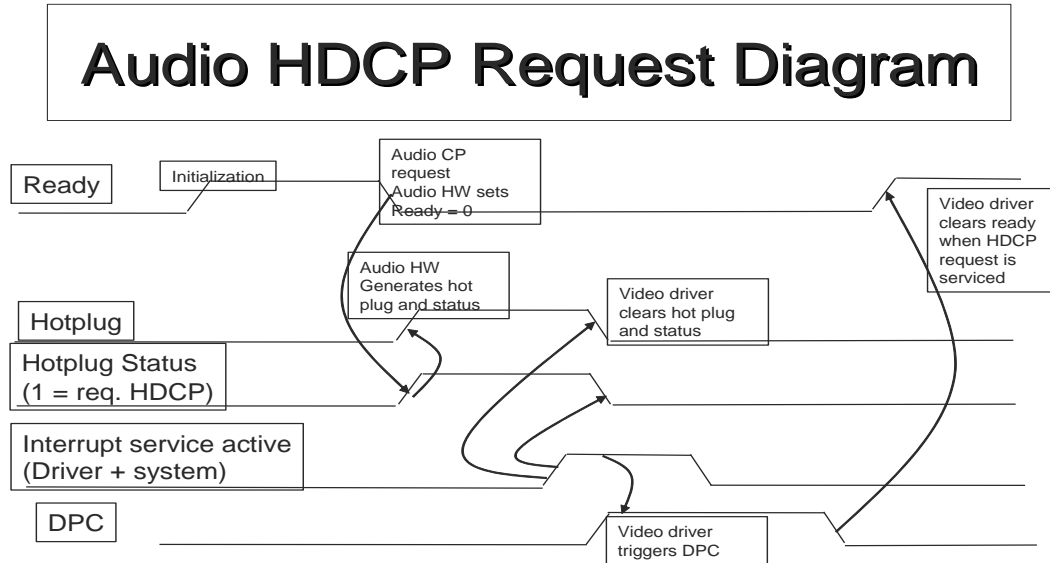 Audio HDCP Request Diagram
Ready
Initialization
Audio CP
request
Audio HW sets
Ready = 0
Video driver
clears ready
when HDCP
request is
serviced
Audio HW
Generates hot
plug and status
Video driver
clears hot plug
and status
Hotplug
Hotplug Status
(1 = req. HDCP)
Interrupt service active
(Driver + system)
DPC
Video driver
triggers DPC